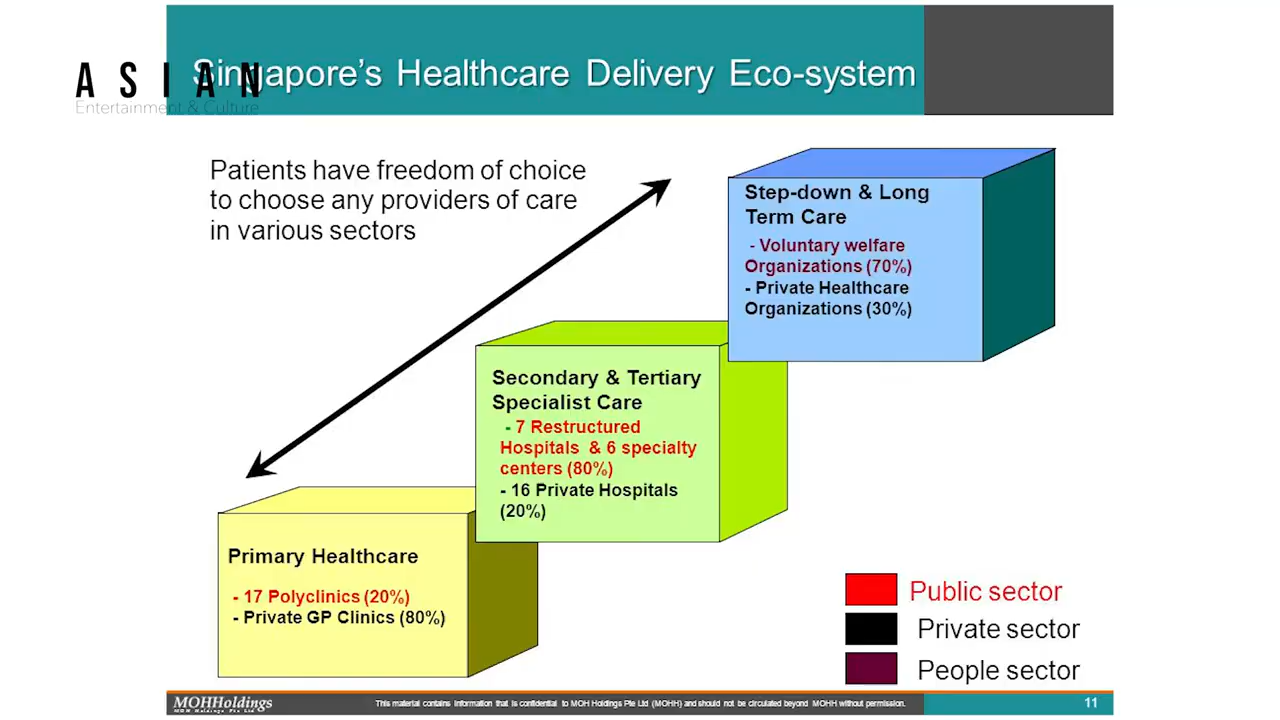 Singapore's Healthcare Delivery Eco-system
ASIAN
Entertainment & Culture
Patients have freedom of choice
to choose any providers of care
in various sectors
Step-down & Long
Term Care
- Voluntary welfare
Organizations (70%)
- Private Healthcare
Organizations (30%)
Secondary & Tertiary
Specialist Care
- 7 Restructured
Hospitals & 6 specialty
centers (80%)
- 16 Private Hospitals
(20%)
Primary Healthcare
- 17 Polyclinics (20%)
- Private GP Clinics (80%)
Public sector
Private sector
People sector
MOHHoldings
MOH Holdings Pte Ltd
This material contains information that is confidential to MOH Holdings Pte Ltd (MOHH) and should not be circulated beyond MOHH without permission.
11